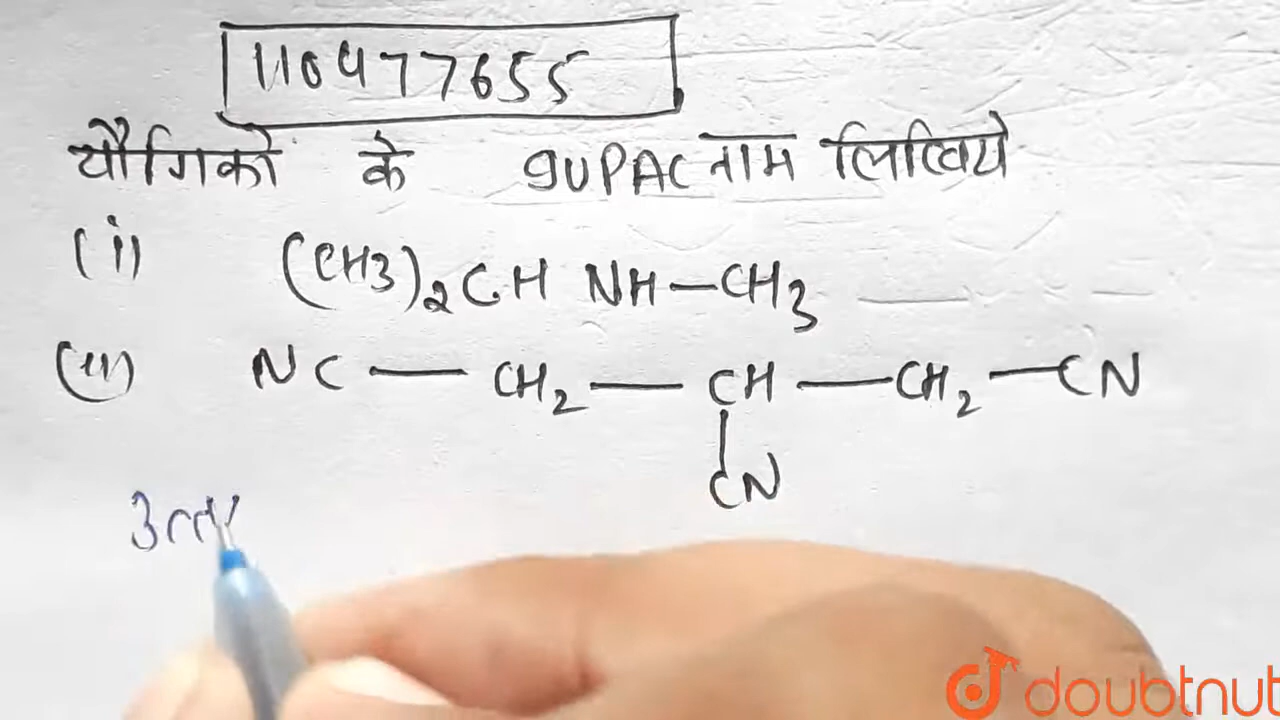 110477655
यौगिको के IUPAC नाम लिखिये
(i) (CH3)2CH NH—CH3
(ii) NC — CH2 — CH — CH2 — CN
CN
doubtnut